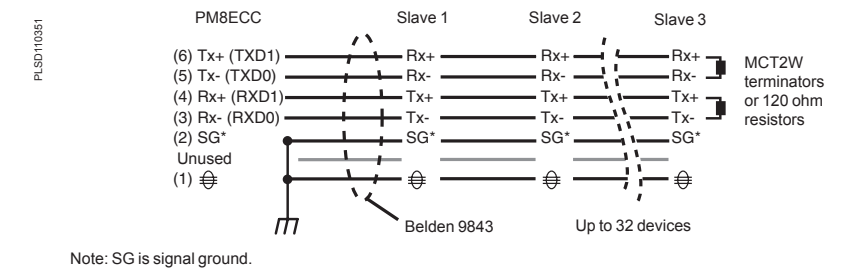 PLSD110351
PM8ECC Slave 1 Slave 2 Slave 3
(6) Tx+ (TXD1) Rx+ Rx+ Rx+
(5) Tx- (TXD0) Rx- Rx- Rx-
(4) Rx+ (RXD1) Tx+ Tx+ Tx+
(3) Rx- (RXD0) Tx- Tx- Tx-
(2) SG* SG* SG* SG*
Unused
(1)
MCT2W
terminators
or 120 ohm
resistors
Belden 9843
Up to 32 devices
Note: SG is signal ground.